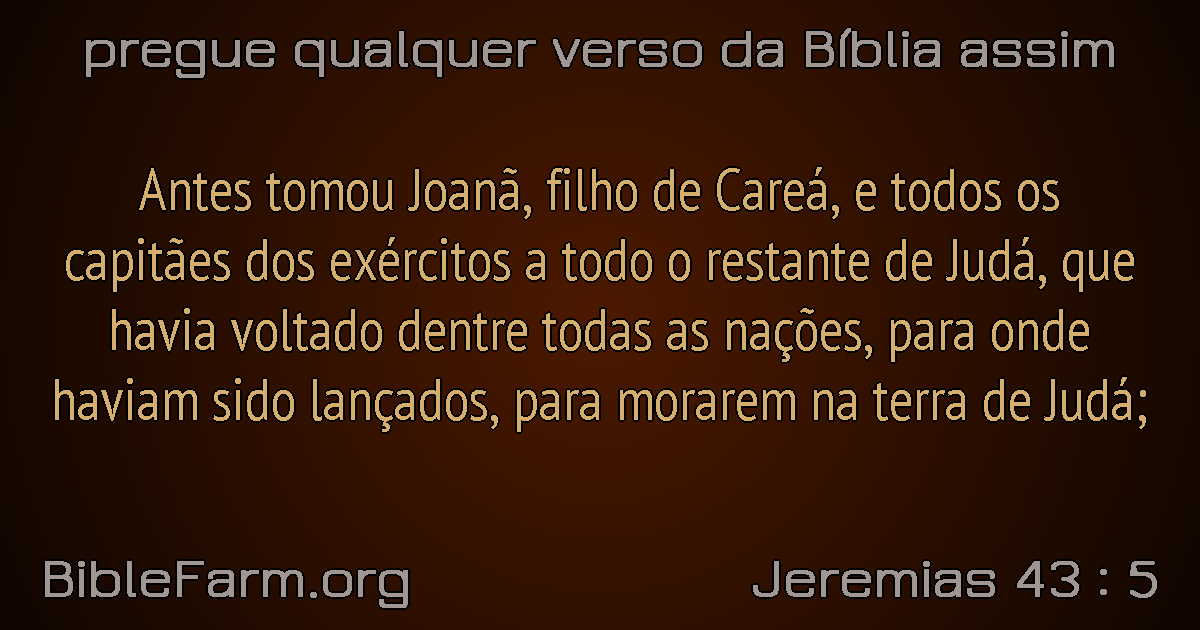 pregue qualquer verso da Bíblia assim
Antes tomou Joanã, filho de Careá, e todos os
capitães dos exércitos a todo o restante de Judá, que
havia voltado dentre todas as nações, para onde
haviam sido lançados, para morarem na terra de Judá;
BibleFarm.org
Jeremias 43 : 5